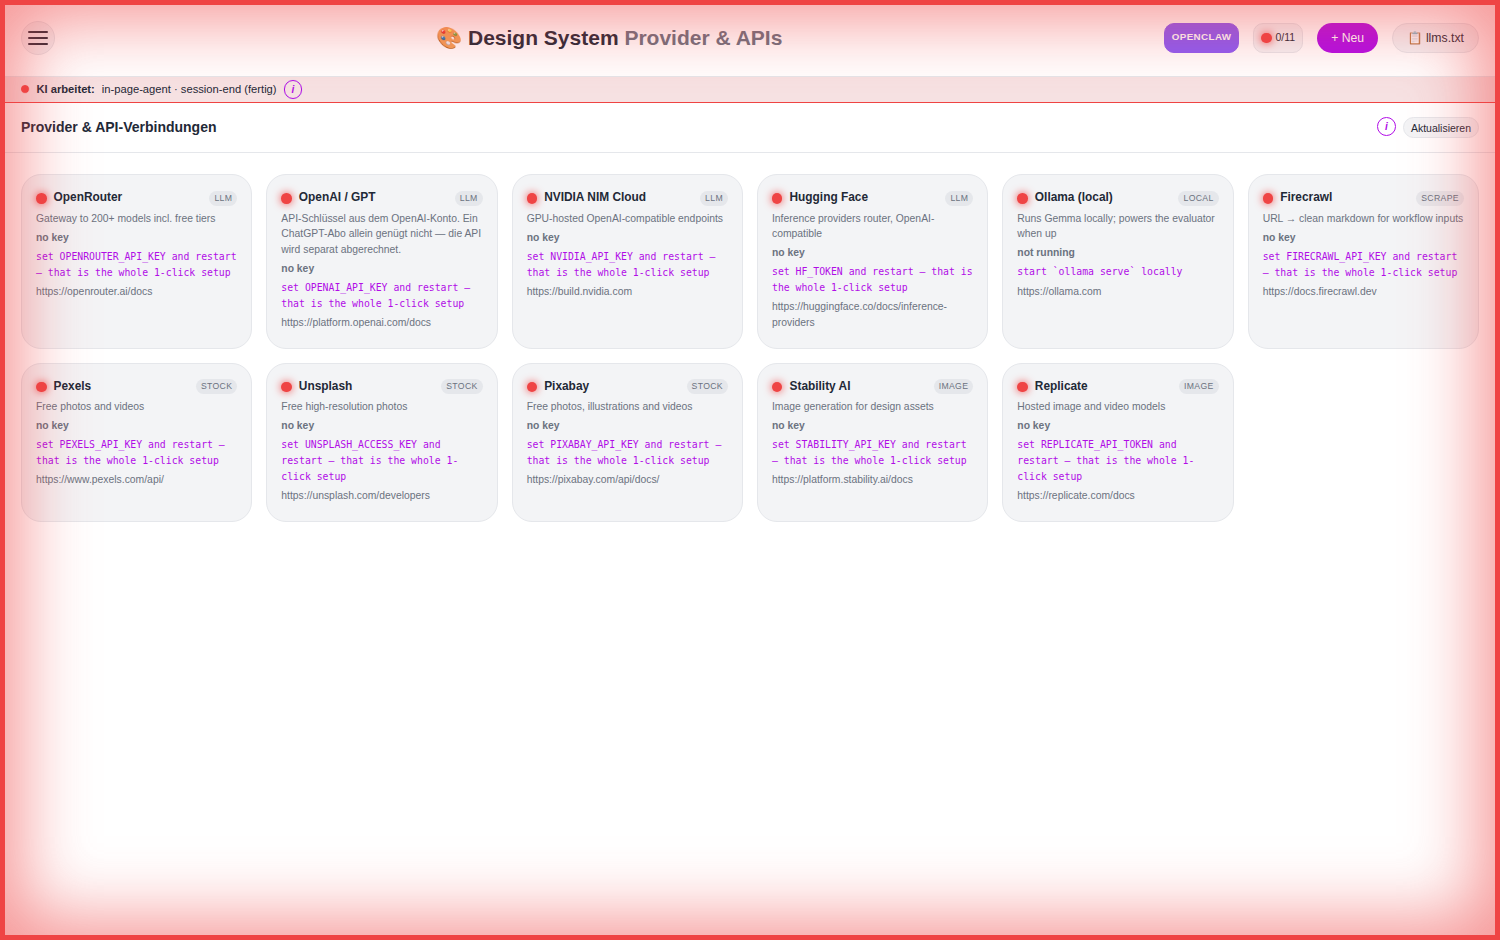 🎨 Design System Provider & APIs
OPENCLAW
0/11
+ Neu
📋 llms.txt
KI arbeitet: in-page-agent · session-end (fertig) i
Provider & API-Verbindungen
i
Aktualisieren
OpenRouter
LLM
Gateway to 200+ models incl. free tiers
no key
set OPENROUTER_API_KEY and restart
— that is the whole 1-click setup
https://openrouter.ai/docs
OpenAI / GPT
LLM
API-Schlüssel aus dem OpenAI-Konto. Ein
ChatGPT-Abo allein genügt nicht — die API
wird separat abgerechnet.
no key
set OPENAI_API_KEY and restart —
that is the whole 1-click setup
https://platform.openai.com/docs
NVIDIA NIM Cloud
LLM
GPU-hosted OpenAI-compatible endpoints
no key
set NVIDIA_API_KEY and restart —
that is the whole 1-click setup
https://build.nvidia.com
Hugging Face
LLM
Inference providers router, OpenAI-
compatible
no key
set HF_TOKEN and restart — that is
the whole 1-click setup
https://huggingface.co/docs/inference-
providers
Ollama (local)
LOCAL
Runs Gemma locally; powers the evaluator
when up
not running
start `ollama serve` locally
https://ollama.com
Firecrawl
SCRAPE
URL → clean markdown for workflow inputs
no key
set FIRECRAWL_API_KEY and restart
— that is the whole 1-click setup
https://docs.firecrawl.dev
Pexels
STOCK
Free photos and videos
no key
set PEXELS_API_KEY and restart —
that is the whole 1-click setup
https://www.pexels.com/api/
Unsplash
STOCK
Free high-resolution photos
no key
set UNSPLASH_ACCESS_KEY and
restart — that is the whole 1-
click setup
https://unsplash.com/developers
Pixabay
STOCK
Free photos, illustrations and videos
no key
set PIXABAY_API_KEY and restart —
that is the whole 1-click setup
https://pixabay.com/api/docs/
Stability AI
IMAGE
Image generation for design assets
no key
set STABILITY_API_KEY and restart
— that is the whole 1-click setup
https://platform.stability.ai/docs
Replicate
IMAGE
Hosted image and video models
no key
set REPLICATE_API_TOKEN and
restart — that is the whole 1-
click setup
https://replicate.com/docs